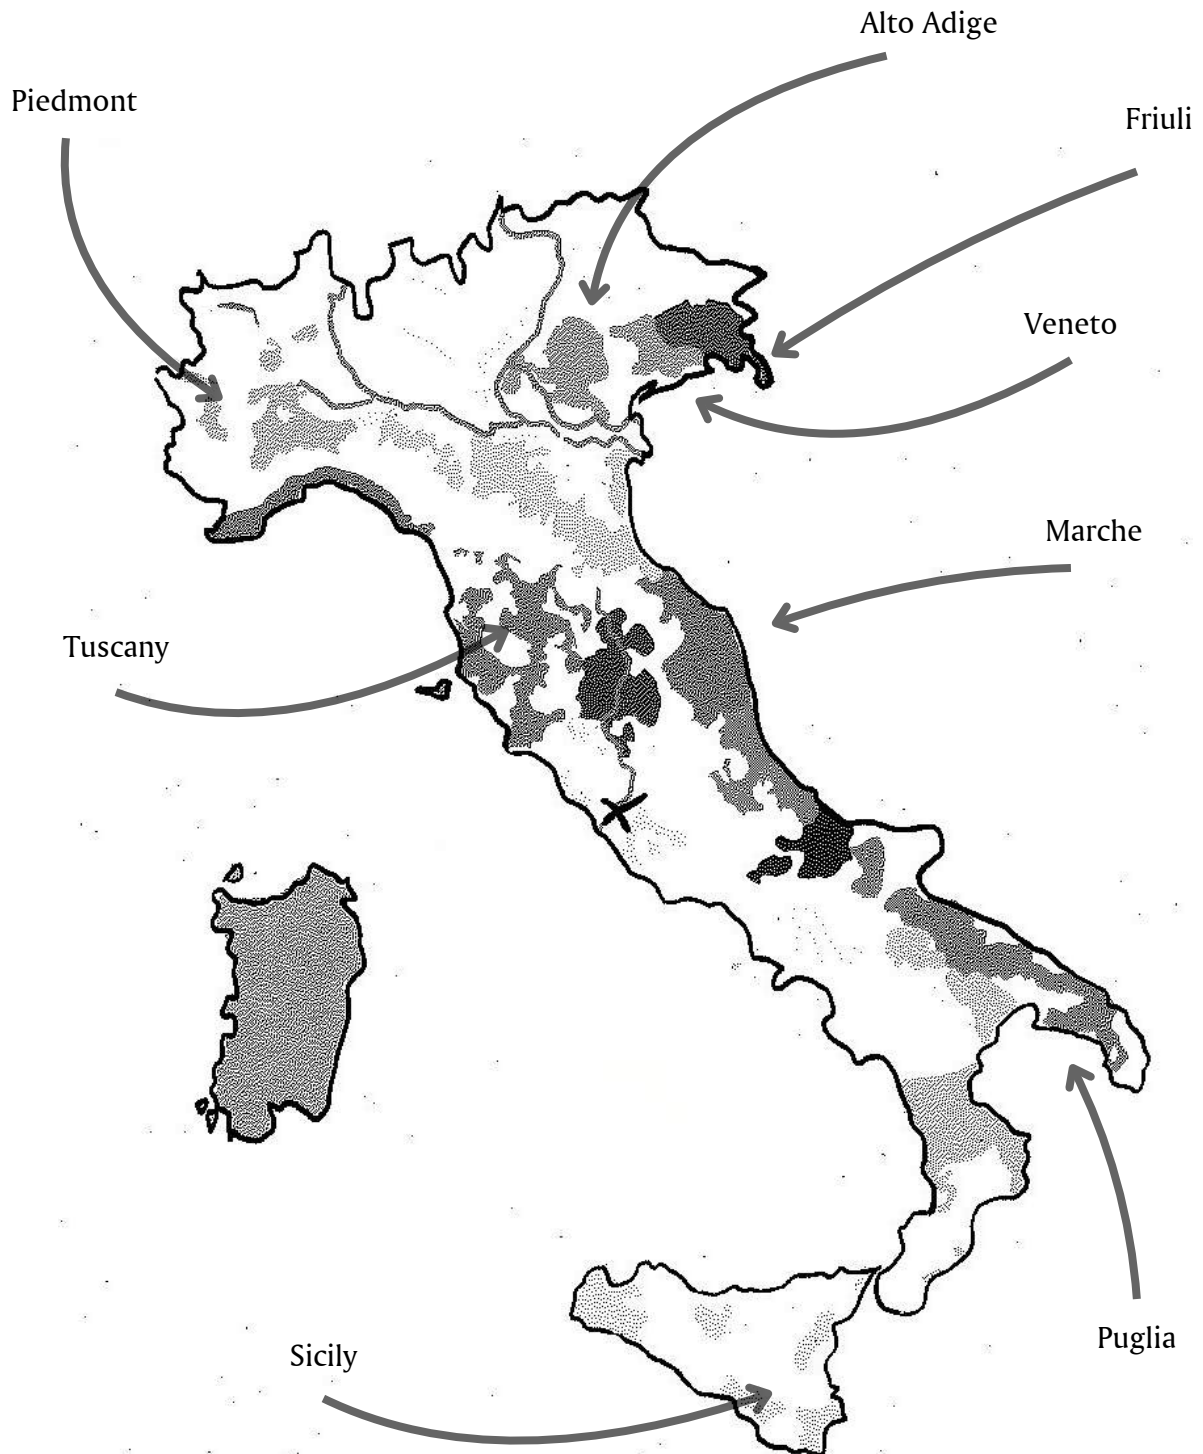 Alto Adige
Piedmont
Friuli
Veneto
Marche
Tuscany
Puglia
Sicily